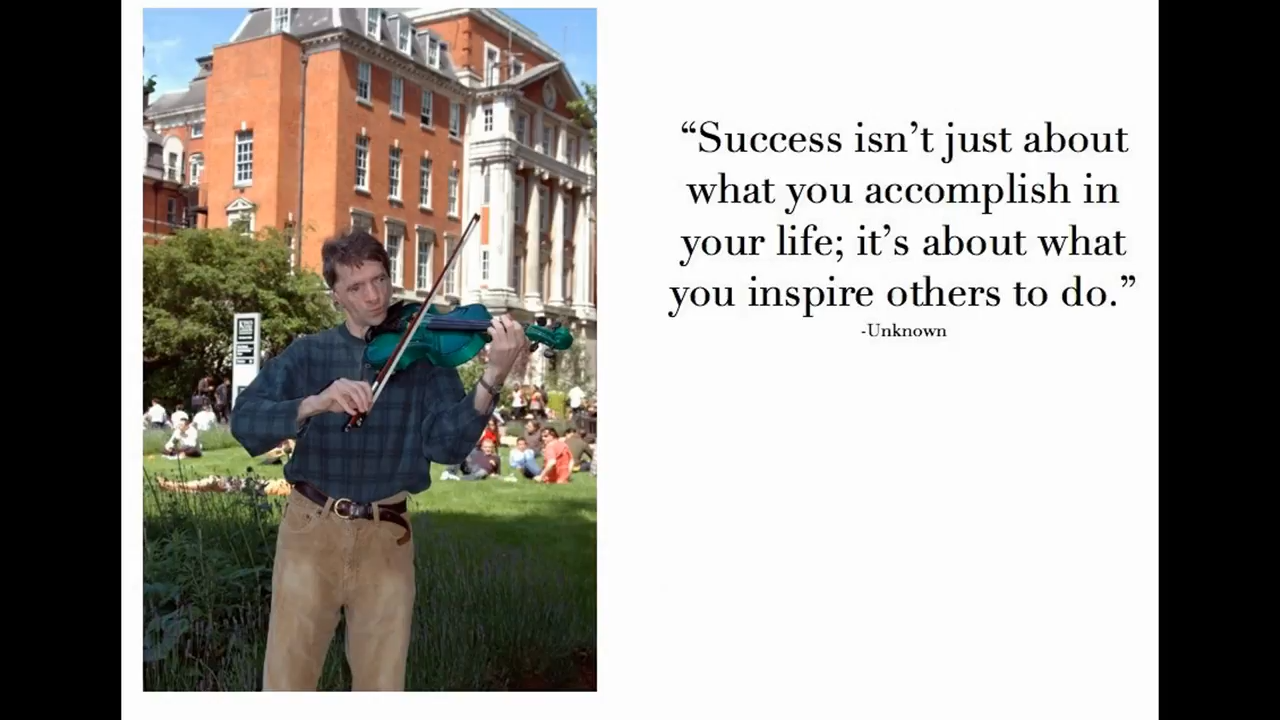 “Success isn’t just about
what you accomplish in
your life; it’s about what
you inspire others to do.”
-Unknown